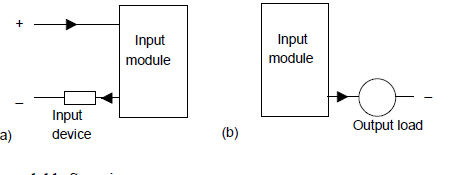 +
Input
module
–
Input
device
a)
Input
module
(b)
–
Output load